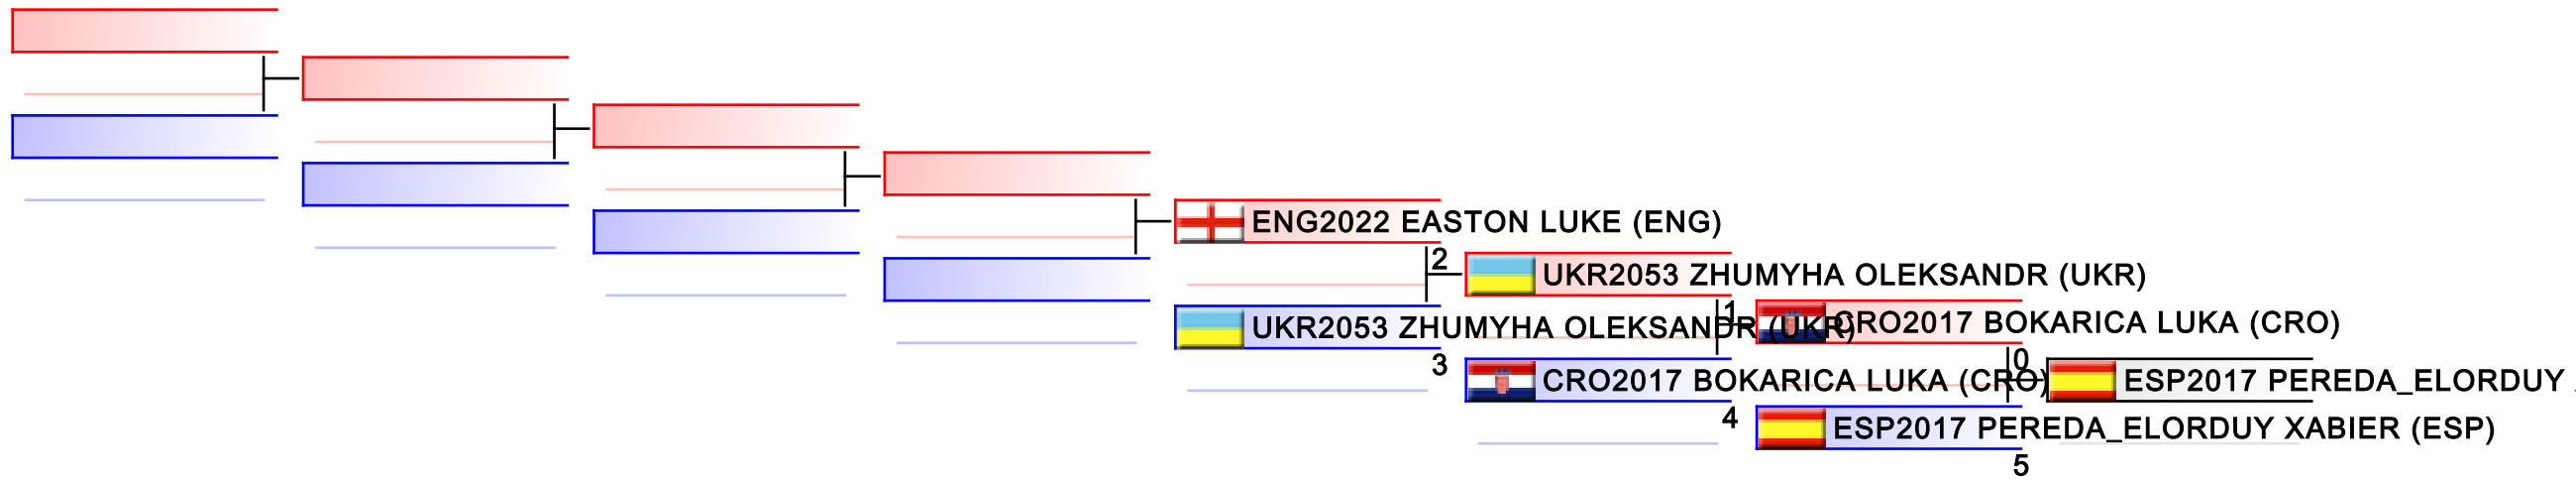 ENG2022 EASTON LUKE (ENG)
2
UKR2053 ZHUMYHA OLEKSANDR (UKR)
UKR2053 ZHUMYHA OLEKSANDR (UKR)
3
1
CRO2017 BOKARICA LUKA (CRO)
CRO2017 BOKARICA LUKA (CRO)
4
0
ESP2017 PEREDA_ELORDUY
ESP2017 PEREDA_ELORDUY XABIER (ESP)
5